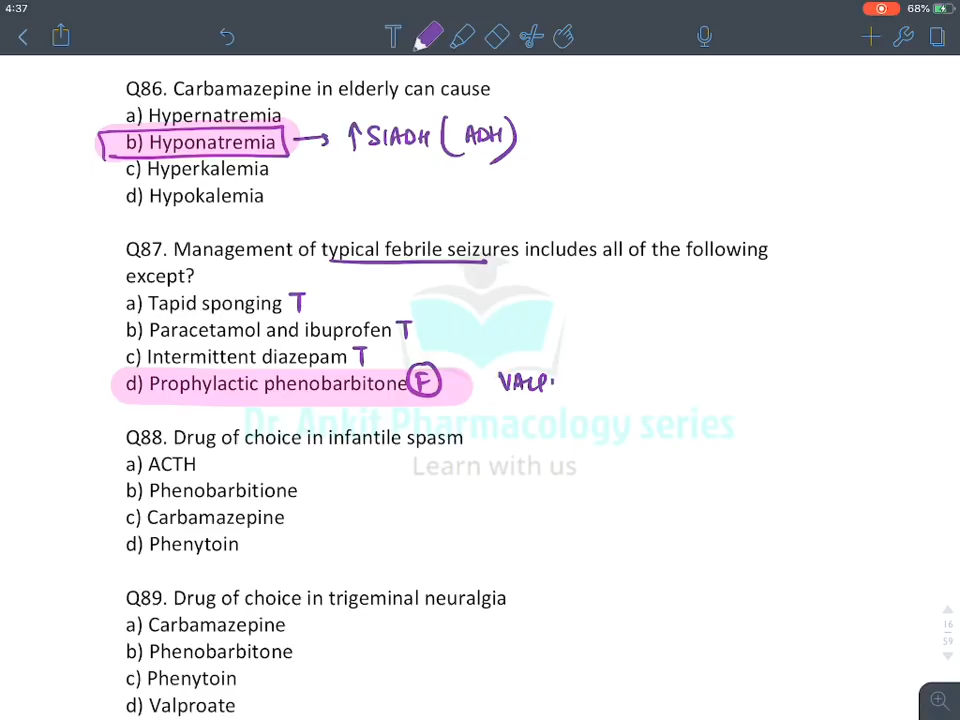 4:37
68%
T
Q86. Carbamazepine in elderly can cause
a) Hypernatremia
b) Hyponatremia → ↑ SIADH (ADH)
c) Hyperkalemia
d) Hypokalemia
Q87. Management of typical febrile seizures includes all of the following
except?
a) Tapid sponging T
b) Paracetamol and ibuprofen T
c) Intermittent diazepam T
d) Prophylactic phenobarbitone F VALP
Dr. Ankit Pharmacology series
Q88. Drug of choice in infantile spasm
Learn with us
a) ACTH
b) Phenobarbitione
c) Carbamazepine
d) Phenytoin
Q89. Drug of choice in trigeminal neuralgia
a) Carbamazepine
b) Phenobarbitone
c) Phenytoin
d) Valproate
16
59